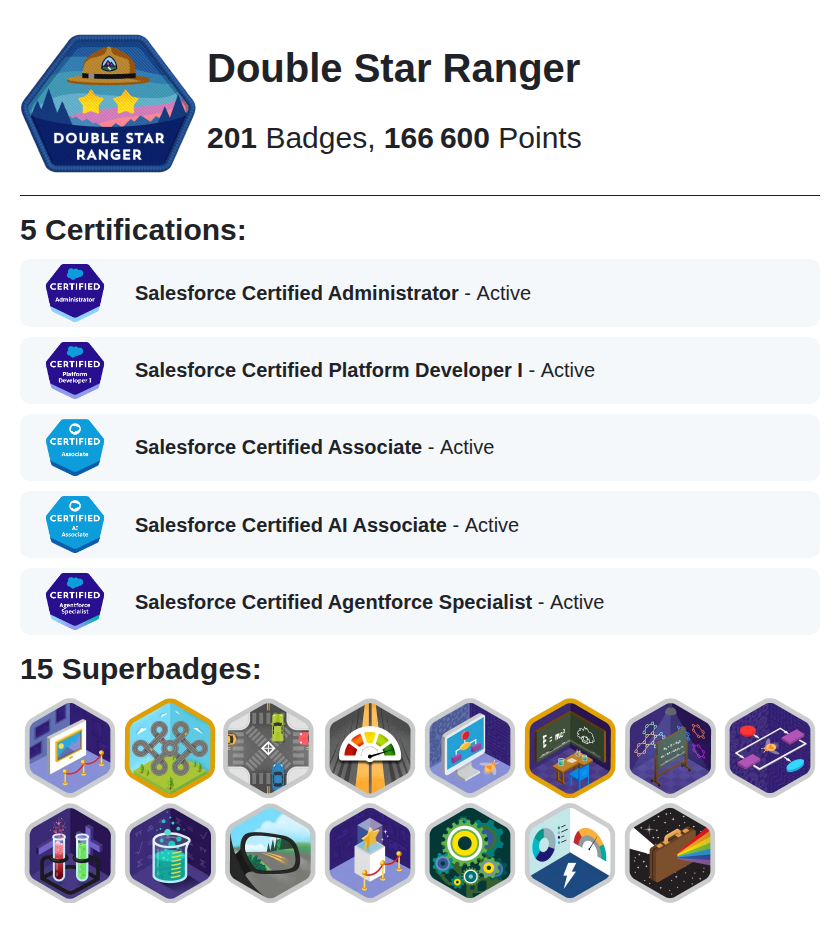 DOUBLE STAR
RANGER
Double Star Ranger
201 Badges, 166 600 Points
5 Certifications:
CERTIFIED
Administrator
Salesforce Certified Administrator - Active
CERTIFIED
Platform
Developer I
Salesforce Certified Platform Developer I - Active
CERTIFIED
Associate
Salesforce Certified Associate - Active
CERTIFIED
AI
Associate
Salesforce Certified AI Associate - Active
CERTIFIED
Agentforce
Specialist
Salesforce Certified Agentforce Specialist - Active
15 Superbadges:
E=mc²